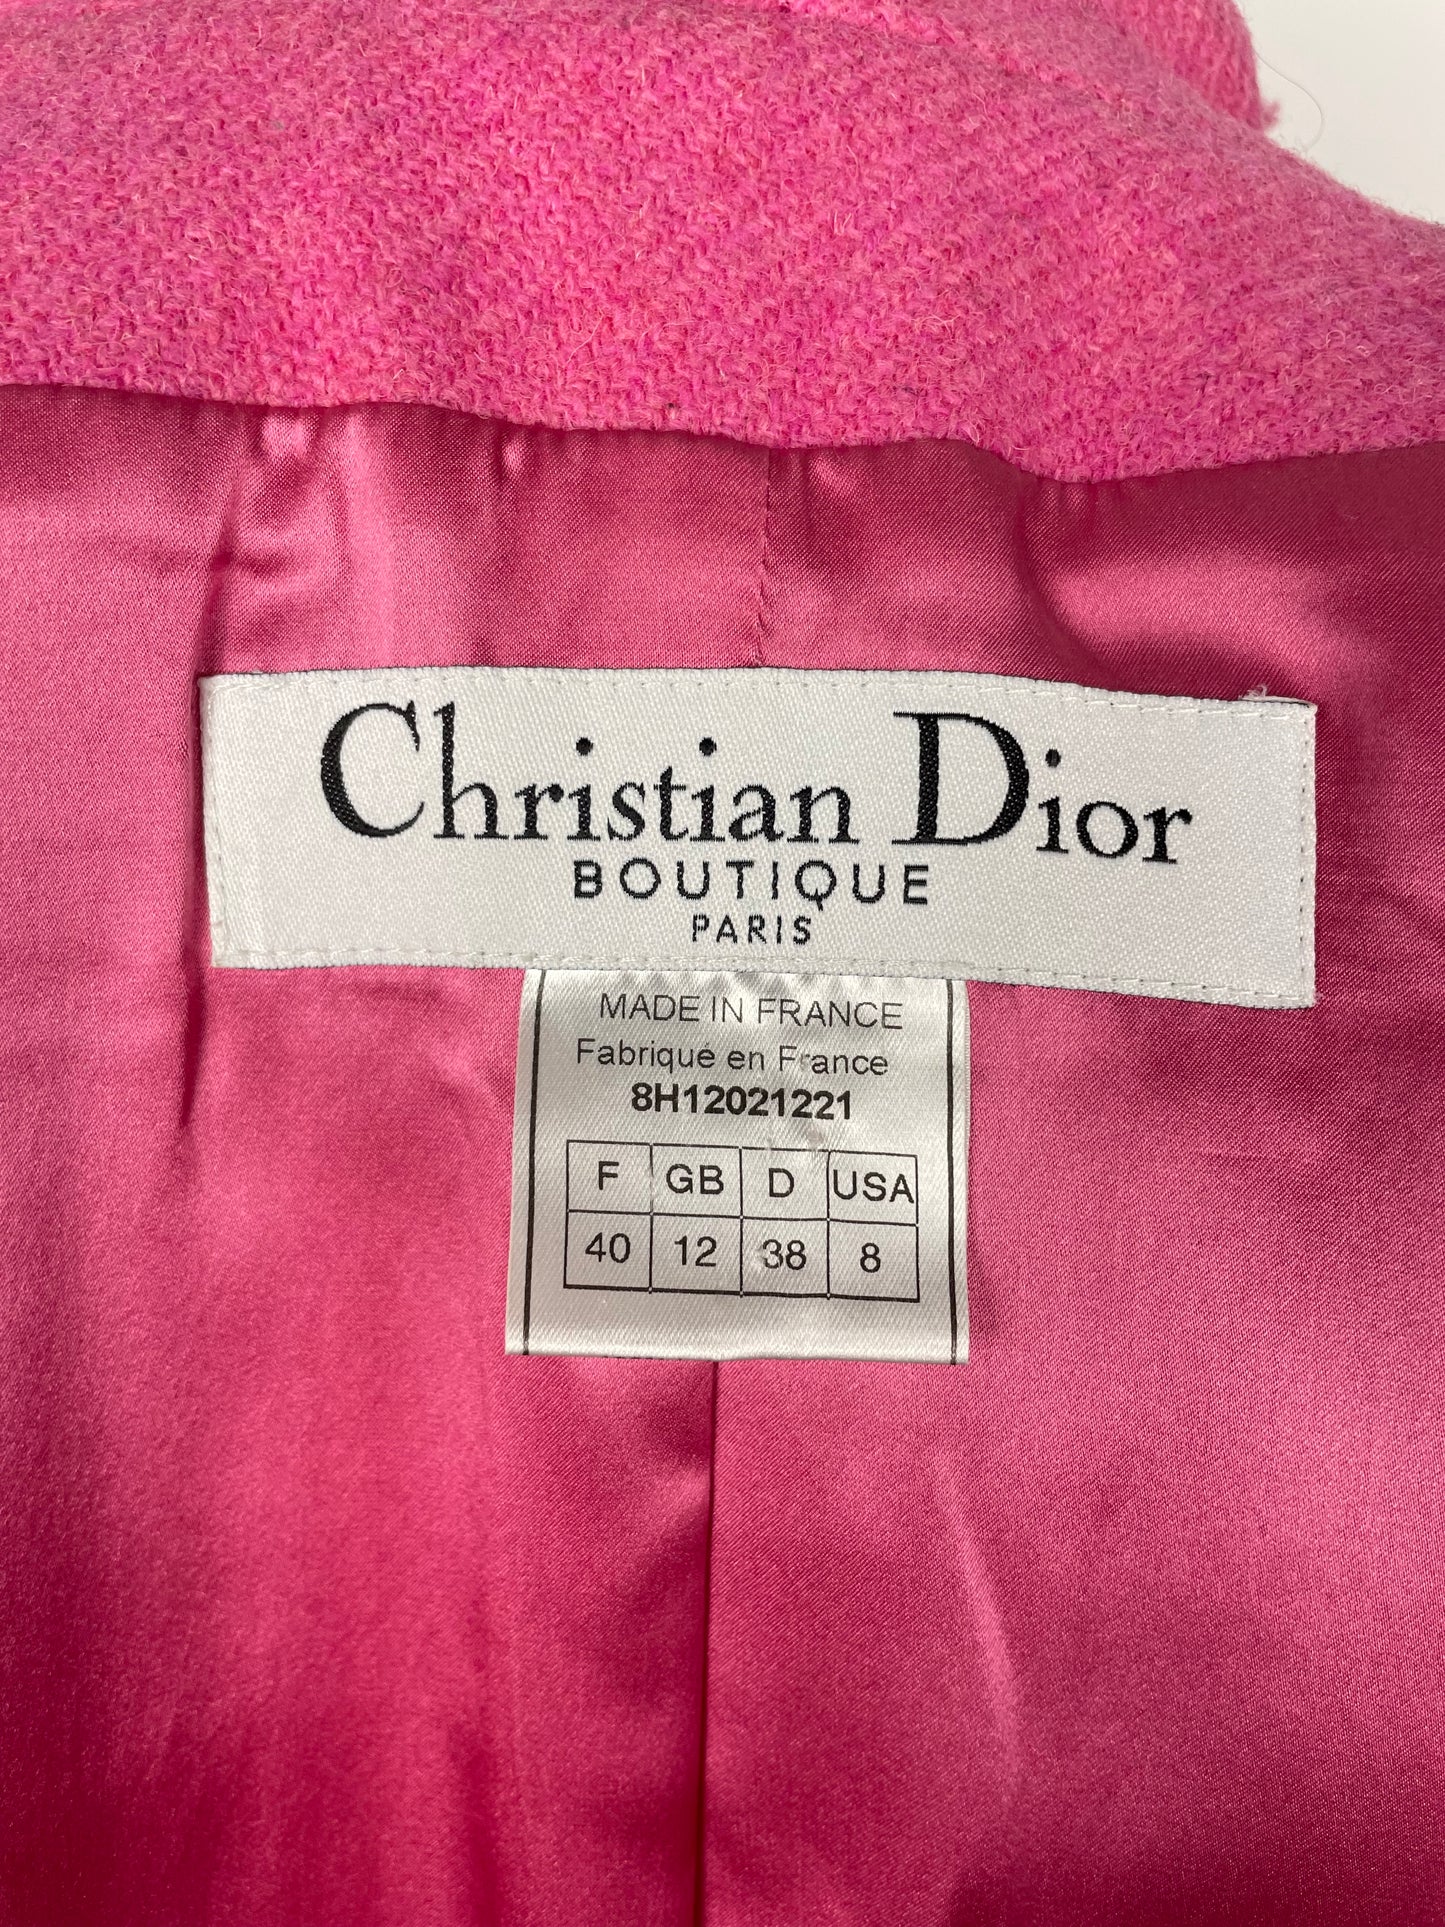 Christian Dior
BOUTIQUE
PARIS
MADE IN FRANCE
Fabriqué en France
8H12021221
F GB D USA
40 12 38 8